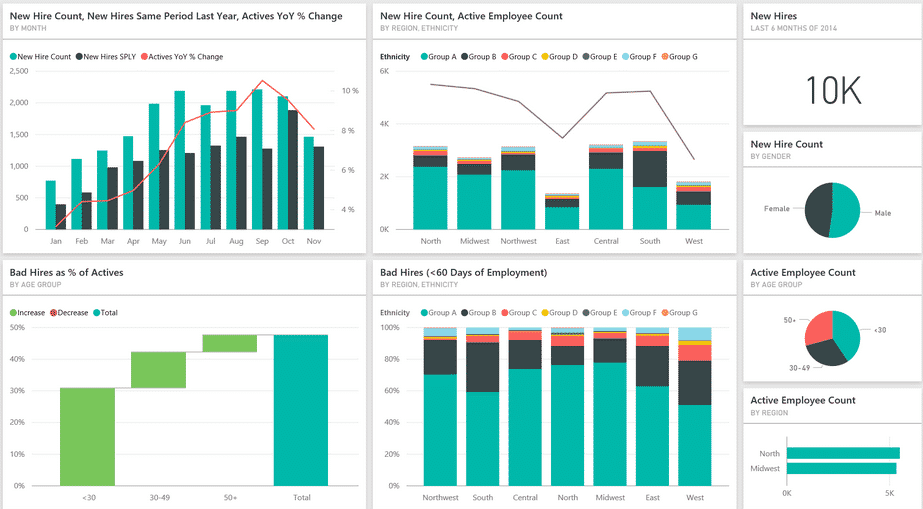 New Hire Count, New Hires Same Period Last Year, Actives YoY % Change
BY MONTH
New Hire Count New Hires SPLY Actives YoY % Change
2,500
2,000
1,500
1,000
500
0
10 %
8 %
6 %
4 %
Jan Feb Mar Apr May Jun Jul Aug Sep Oct Nov
New Hire Count, Active Employee Count
BY REGION, ETHNICITY
Ethnicity Group A Group B Group C Group D Group E Group F Group G
6K
4K
2K
0K
North Midwest Northwest East Central South West
New Hires
LAST 6 MONTHS OF 2014
10K
New Hire Count
BY GENDER
Female
Male
Bad Hires as % of Actives
BY AGE GROUP
Increase Decrease Total
50%
40%
30%
20%
10%
0%
<30 30-49 50+ Total
Bad Hires (<60 Days of Employment)
BY REGION, ETHNICITY
Ethnicity Group A Group B Group C Group D Group E Group F Group G
100%
80%
60%
40%
20%
0%
Northwest South Central North Midwest East West
Active Employee Count
BY AGE GROUP
50+
<30
30-49
Active Employee Count
BY REGION
North
Midwest
0K 5K